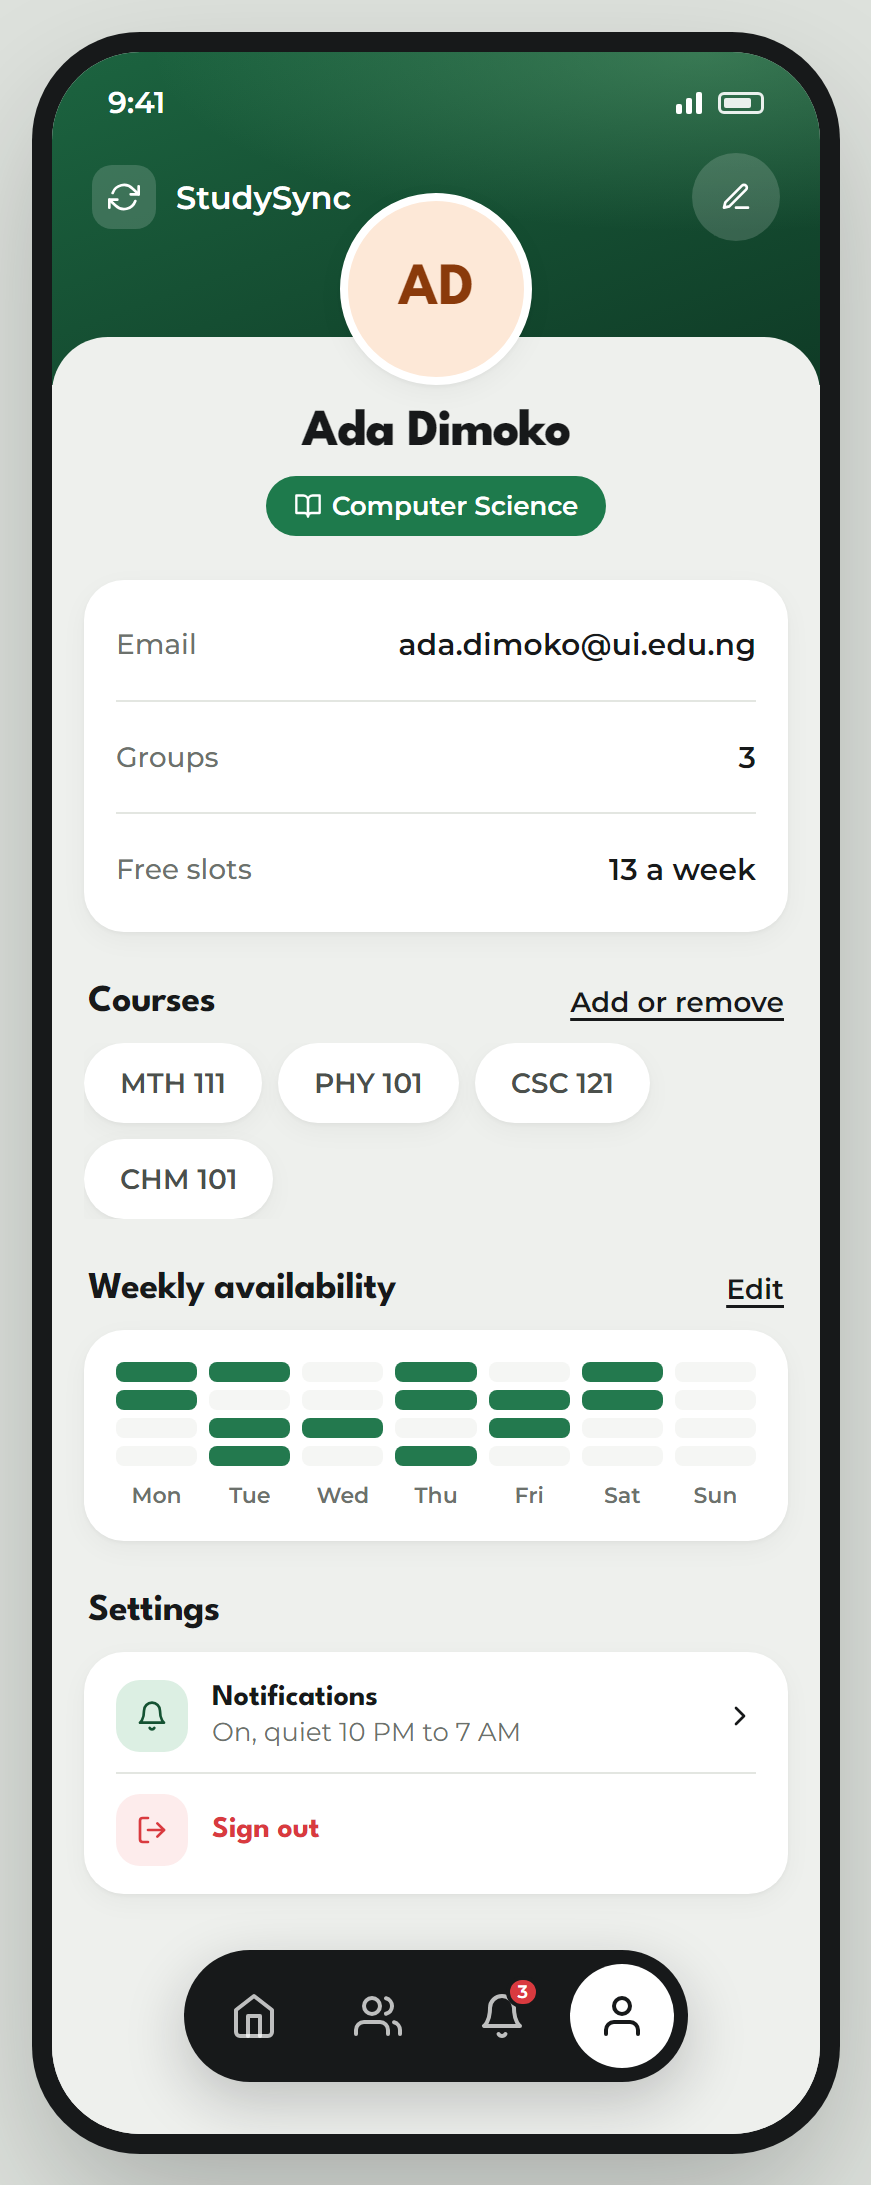 9:41
StudySync
AD
Ada Dimoko
Computer Science
Email ada.dimoko@ui.edu.ng
Groups 3
Free slots 13 a week
Courses Add or remove
MTH 111 PHY 101 CSC 121
CHM 101
Weekly availability Edit
Mon Tue Wed Thu Fri Sat Sun
Settings
Notifications
On, quiet 10 PM to 7 AM
Sign out
3